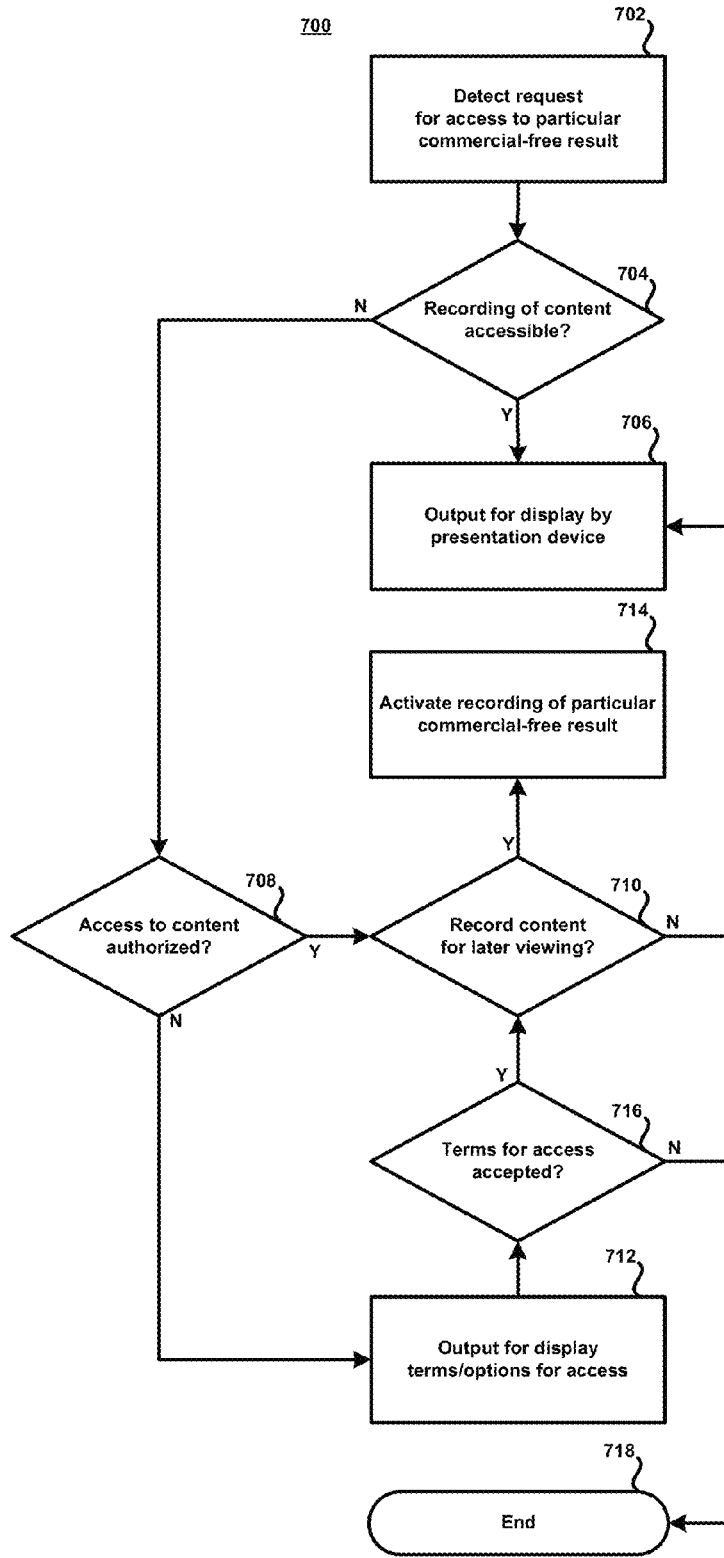 700
702
Detect request
for access to particular
commercial-free result
704
N
Recording of content
accessible?
Y
706
Output for display by
presentation device
714
Activate recording of particular
commercial-free result
Y
708
Access to content
authorized?
Y
N
710
Record content
for later viewing?
N
Y
716
Terms for access
accepted?
N
712
Output for display
terms/options for access
718
End